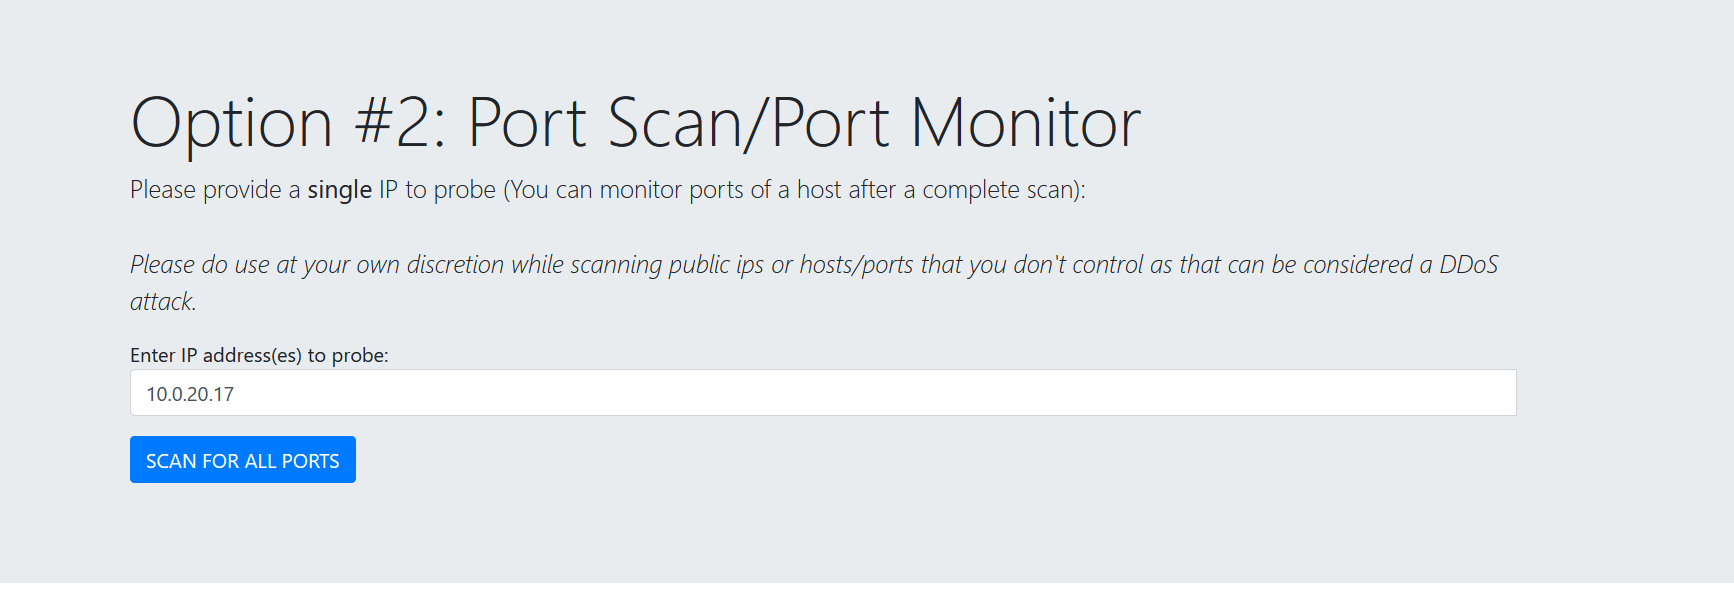 Option #2: Port Scan/Port Monitor
Please provide a single IP to probe (You can monitor ports of a host after a complete scan):
Please do use at your own discretion while scanning public ips or hosts/ports that you don't control as that can be considered a DDoS
attack.
Enter IP address(es) to probe:
10.0.20.17
SCAN FOR ALL PORTS